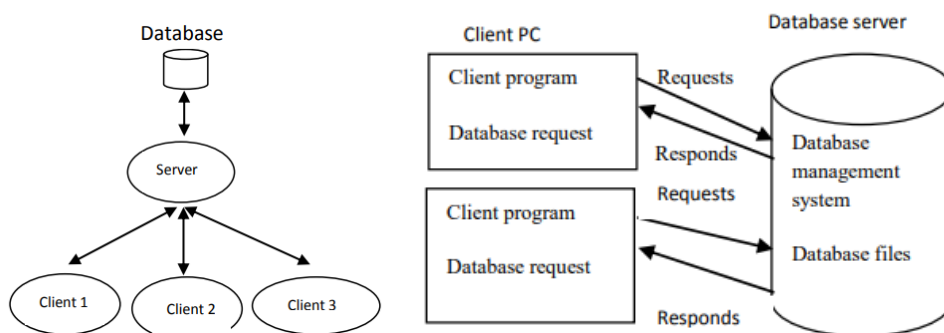 Database
Server
Client 1
Client 2
Client 3
Client PC
Database server
Client program
Database request
Requests
Responds
Database
management
system
Requests
Client program
Database request
Database files
Responds